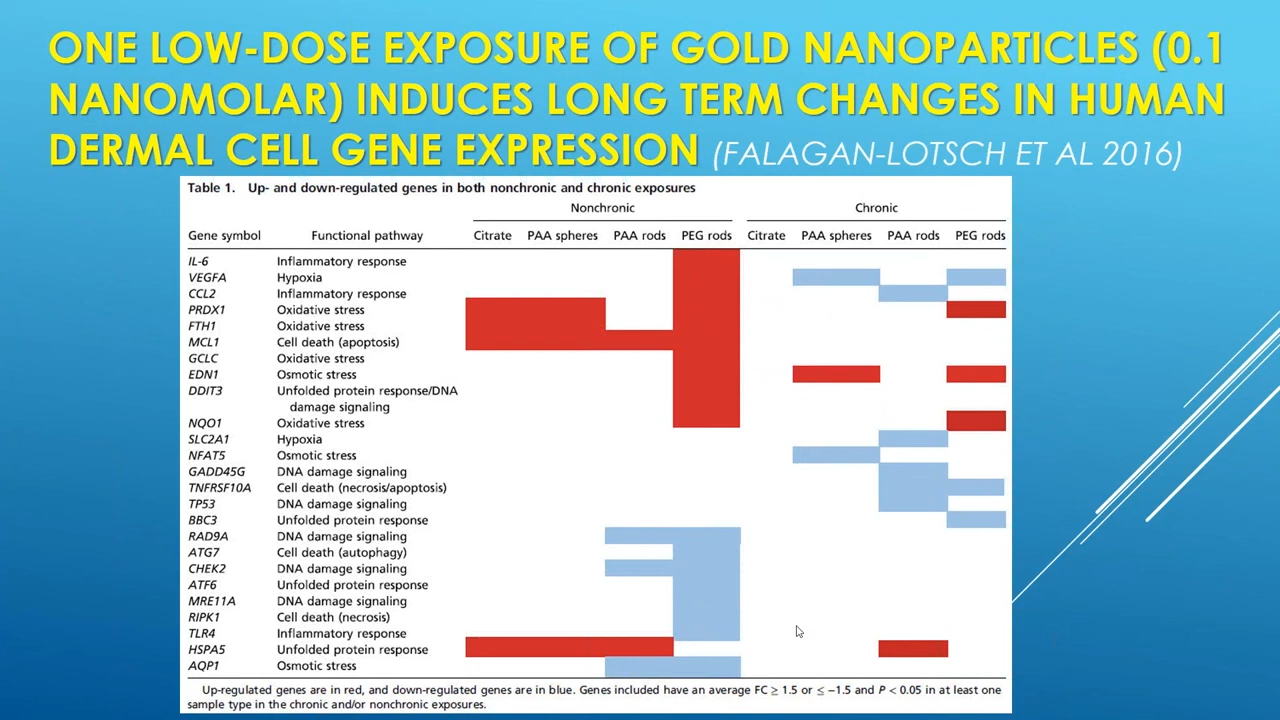 ONE LOW-DOSE EXPOSURE OF GOLD NANOPARTICLES (0.1
NANOMOLAR) INDUCES LONG TERM CHANGES IN HUMAN
DERMAL CELL GENE EXPRESSION (FALAGAN-LOTSCH ET AL 2016)
Table 1. Up- and down-regulated genes in both nonchronic and chronic exposures
Nonchronic Chronic
Gene symbol Functional pathway Citrate PAA spheres PAA rods PEG rods Citrate PAA spheres PAA rods PEG rods
IL-6 Inflammatory response
VEGFA Hypoxia
CCL2 Inflammatory response
PRDX1 Oxidative stress
FTH1 Oxidative stress
MCL1 Cell death (apoptosis)
GCLC Oxidative stress
EDN1 Osmotic stress
DDIT3 Unfolded protein response/DNA
damage signaling
NQO1 Oxidative stress
SLC2A1 Hypoxia
NFAT5 Osmotic stress
GADD45G DNA damage signaling
TNFRSF10A Cell death (necrosis/apoptosis)
TP53 DNA damage signaling
BBC3 Unfolded protein response
RAD9A DNA damage signaling
ATG7 Cell death (autophagy)
CHEK2 DNA damage signaling
ATF6 Unfolded protein response
MRE11A DNA damage signaling
RIPK1 Cell death (necrosis)
TLR4 Inflammatory response
HSPA5 Unfolded protein response
AQP1 Osmotic stress
Up-regulated genes are in red, and down-regulated genes are in blue. Genes included have an average FC ≥ 1.5 or ≤ −1.5 and P < 0.05 in at least one
sample type in the chronic and/or nonchronic exposures.